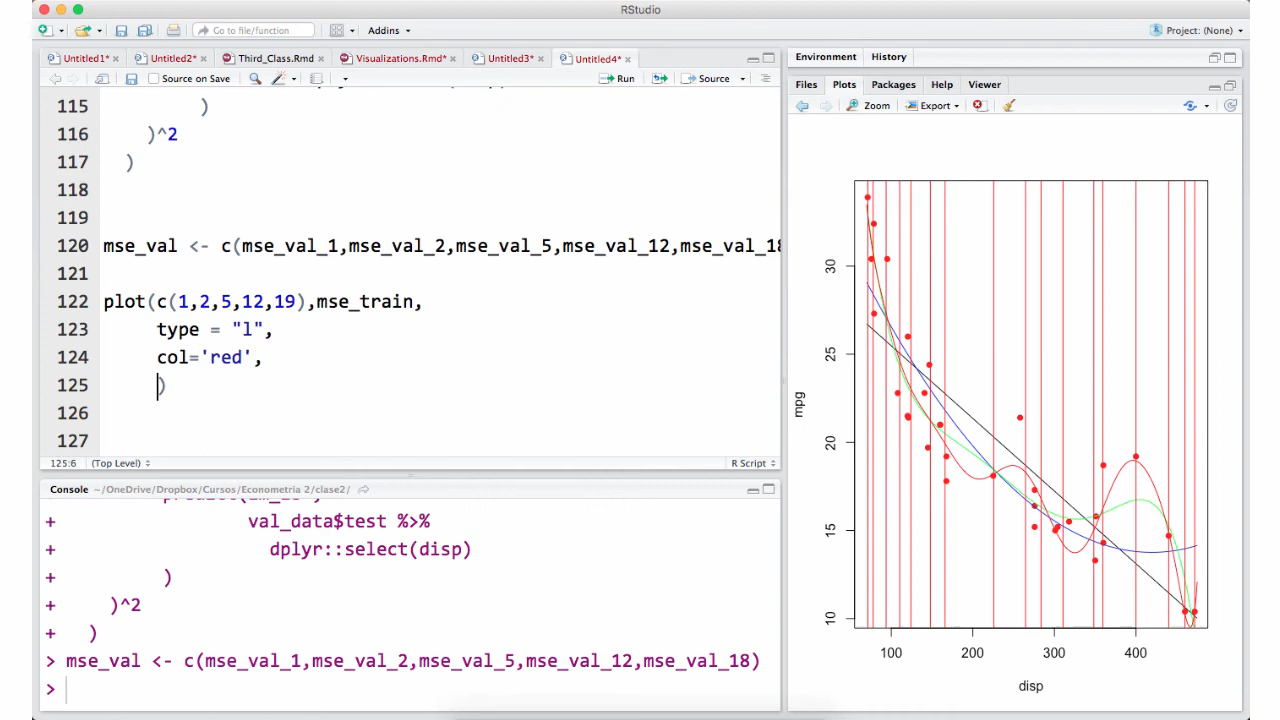 RStudio
Go to file/function
Addins
Project: (None)
Untitled1*
Untitled2*
Third_Class.Rmd
Visualizations.Rmd*
Untitled3*
Untitled4*
Source on Save
Run
Source
115 )
116 )^2
117 )
118
119
120 mse_val <- c(mse_val_1,mse_val_2,mse_val_5,mse_val_12,mse_val_18
121
122 plot(c(1,2,5,12,19),mse_train,
123 type = "l",
124 col='red',
125 )
126
127
125:6 (Top Level) R Script
Console ~/OneDrive/Dropbox/Cursos/Econometria 2/clase2/
+ val_data$test %>%
+ dplyr::select(disp)
+ )
+ )^2
+ )
> mse_val <- c(mse_val_1,mse_val_2,mse_val_5,mse_val_12,mse_val_18)
>
Environment
History
Files
Plots
Packages
Help
Viewer
Zoom
Export
mpg
30
25
20
15
10
100
200
300
400
disp